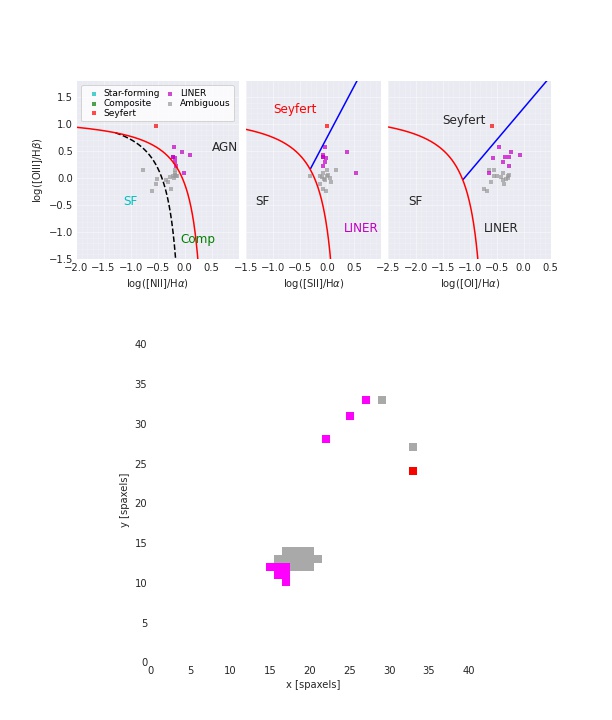 Star-forming LINER
Composite Ambiguous
Seyfert
AGN
SF
Comp
Seyfert
SF
LINER
Seyfert
SF
LINER
1.5
1.0
0.5
0.0
−0.5
−1.0
−1.5
log([OIII]/Hβ)
−2.0 −1.5 −1.0 −0.5 0.0 0.5
−1.5 −1.0 −0.5 0.0 0.5
−2.5 −2.0 −1.5 −1.0 −0.5 0.0 0.5
log([NII]/Hα) log([SII]/Hα) log([OI]/Hα)
40
35
30
25
20
15
10
5
0
y [spaxels]
0 5 10 15 20 25 30 35 40
x [spaxels]